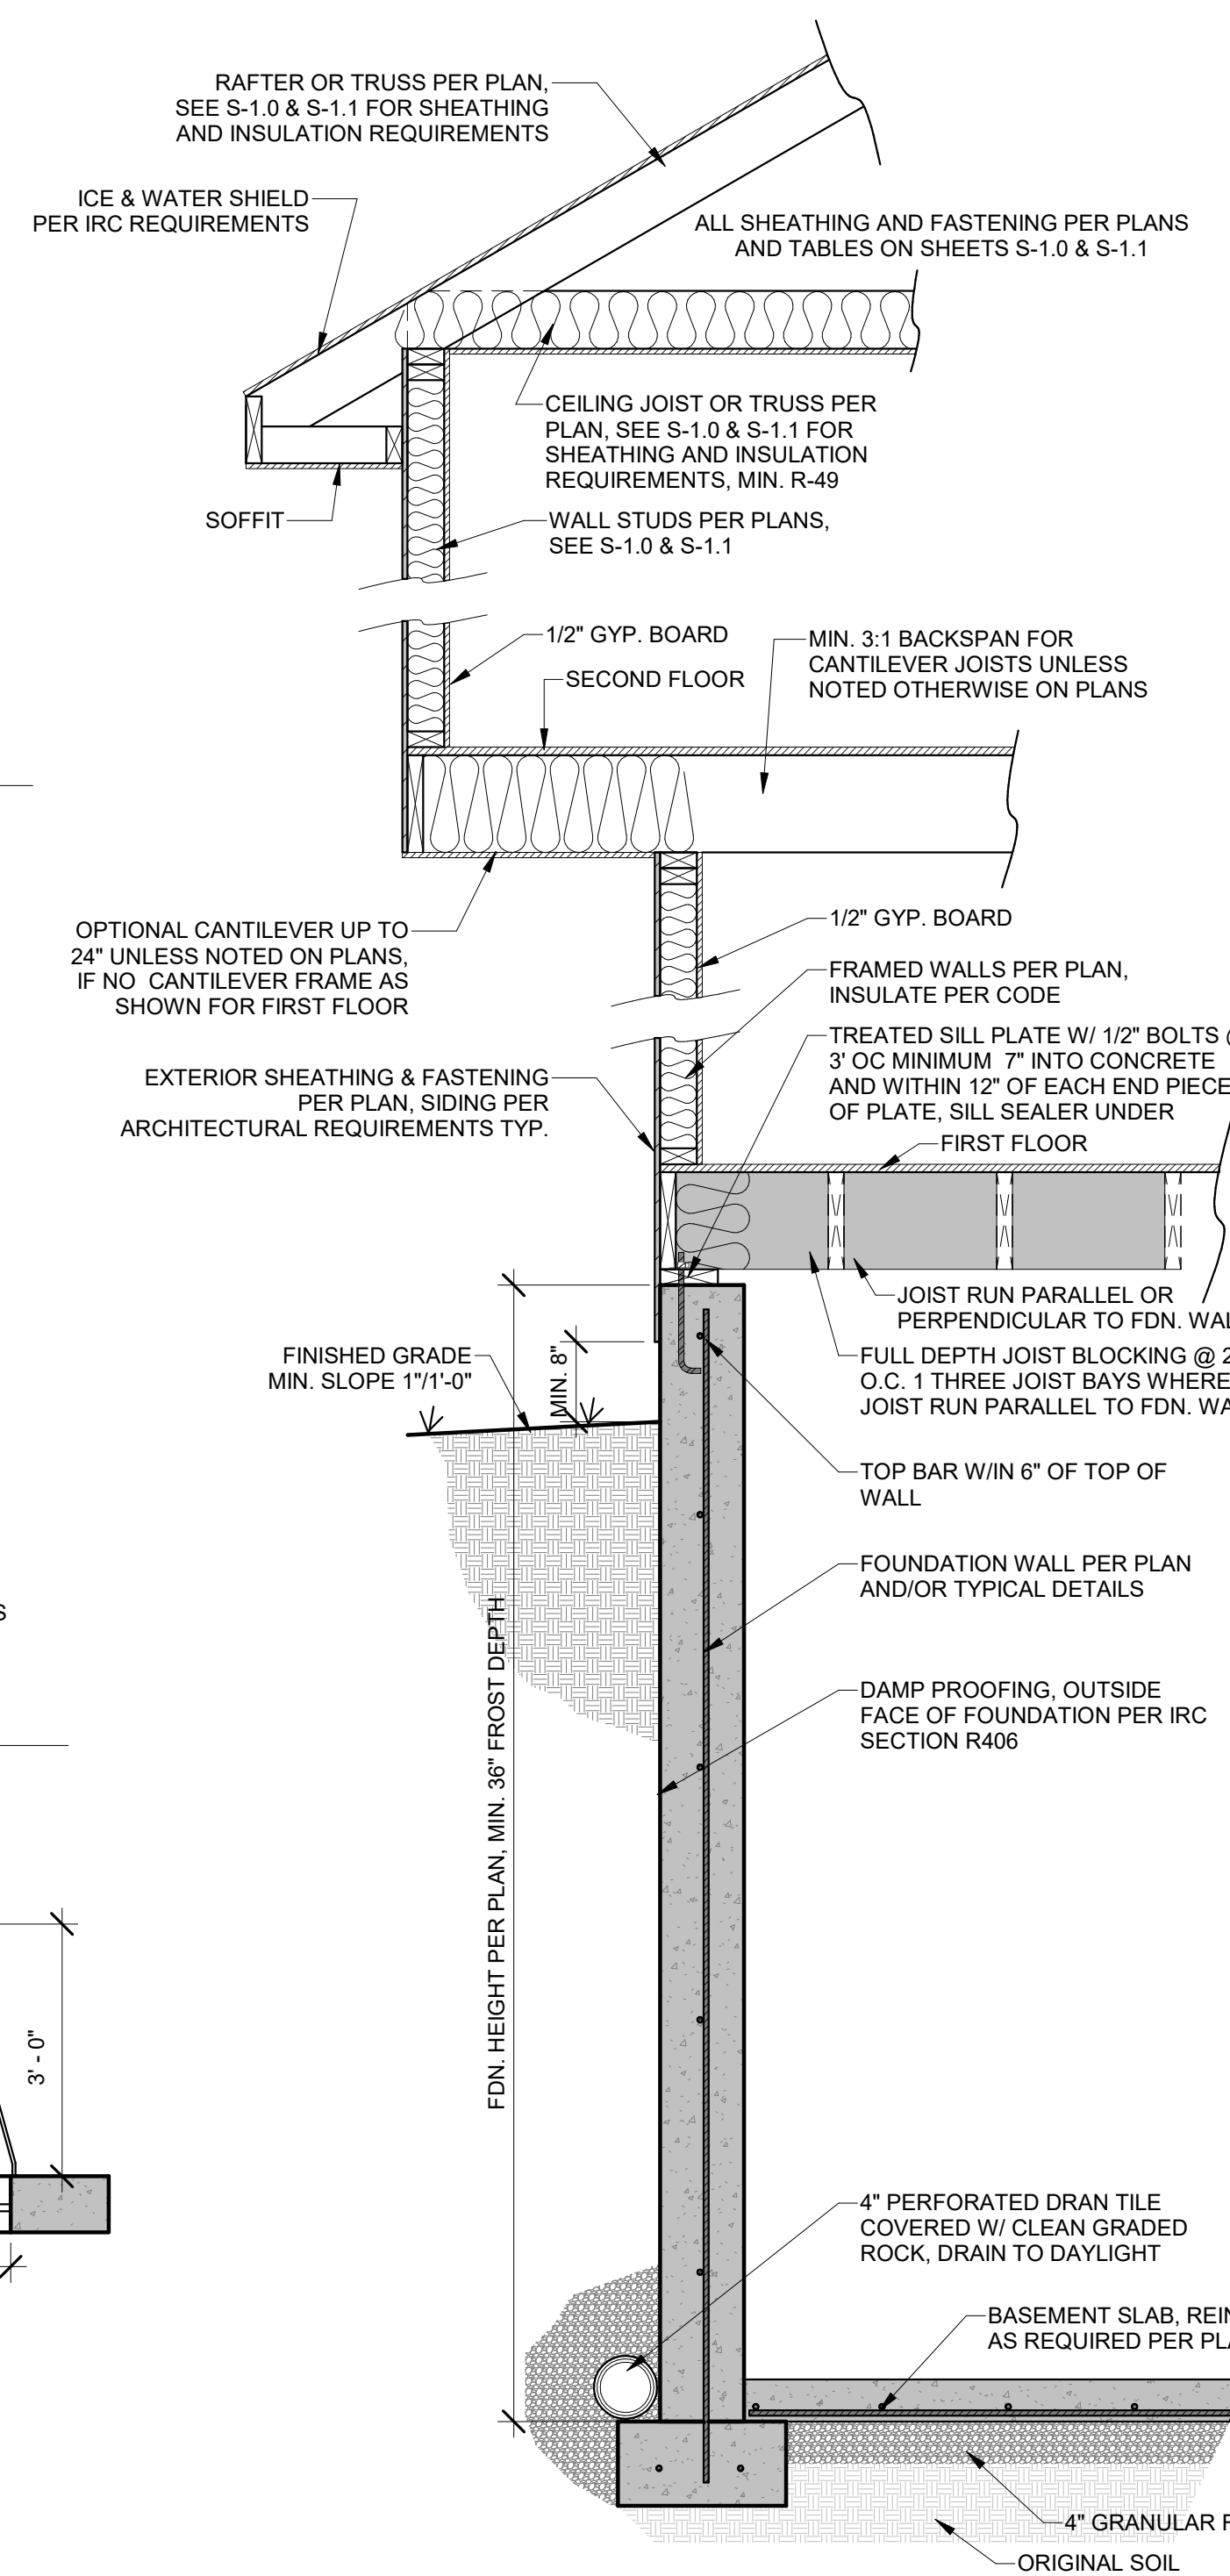 RAFTER OR TRUSS PER PLAN,
SEE S-1.0 & S-1.1 FOR SHEATHING
AND INSULATION REQUIREMENTS
ICE & WATER SHIELD
PER IRC REQUIREMENTS
ALL SHEATHING AND FASTENING PER PLANS
AND TABLES ON SHEETS S-1.0 & S-1.1
CEILING JOIST OR TRUSS PER
PLAN, SEE S-1.0 & S-1.1 FOR
SHEATHING AND INSULATION
REQUIREMENTS, MIN. R-49
SOFFIT
WALL STUDS PER PLANS,
SEE S-1.0 & S-1.1
1/2" GYP. BOARD
SECOND FLOOR
MIN. 3:1 BACKSPAN FOR
CANTILEVER JOISTS UNLESS
NOTED OTHERWISE ON PLANS
OPTIONAL CANTILEVER UP TO
24" UNLESS NOTED ON PLANS,
IF NO CANTILEVER FRAME AS
SHOWN FOR FIRST FLOOR
1/2" GYP. BOARD
FRAMED WALLS PER PLAN,
INSULATE PER CODE
TREATED SILL PLATE W/ 1/2" BOLTS @
3' OC MINIMUM 7" INTO CONCRETE
AND WITHIN 12" OF EACH END PIECE
OF PLATE, SILL SEALER UNDER
EXTERIOR SHEATHING & FASTENING
PER PLAN, SIDING PER
ARCHITECTURAL REQUIREMENTS TYP.
FIRST FLOOR
JOIST RUN PARALLEL OR
PERPENDICULAR TO FDN.
FULL DEPTH JOIST BLOCKING @
O.C. 1 THREE JOIST BAYS WHERE
JOIST RUN PARALLEL TO FDN.
FINISHED GRADE
MIN. SLOPE 1"/1'-0"
MIN. 8"
TOP BAR W/IN 6" OF TOP OF
WALL
FOUNDATION WALL PER PLAN
AND/OR TYPICAL DETAILS
S
DAMP PROOFING, OUTSIDE
FACE OF FOUNDATION PER IRC
SECTION R406
FDN. HEIGHT PER PLAN, MIN. 36" FROST DEPTH
3' - 0"
4" PERFORATED DRAN TILE
COVERED W/ CLEAN GRADED
ROCK, DRAIN TO DAYLIGHT
BASEMENT SLAB,
AS REQUIRED PER
4" GRANULAR
ORIGINAL SOIL